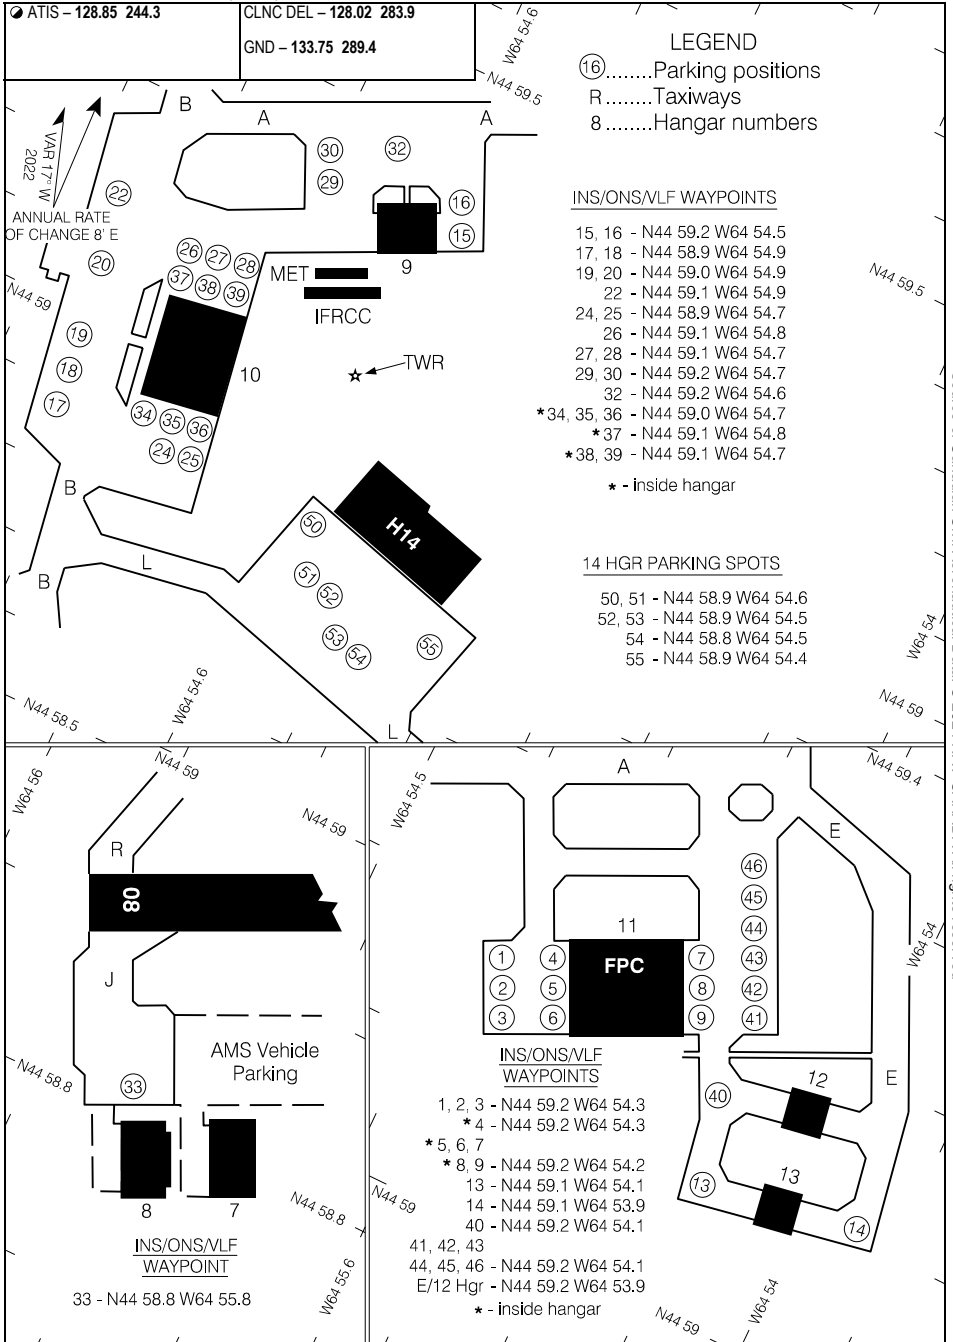 ATIS – 128.85 244.3
CLNC DEL – 128.02 283.9
GND – 133.75 289.4
W64 54.6
N44 59.5
LEGEND
16 ........Parking positions
R ........Taxiways
8 ........Hangar numbers
B
A
A
VAR 17° W
2022
ANNUAL RATE
OF CHANGE 8' E
30
32
29
22
16
15
9
26
27
28
20
37
38
39
MET
IFRCC
N44 59
19
18
17
10
TWR
34
35
36
24
25
INS/ONS/VLF WAYPOINTS
15, 16 - N44 59.2 W64 54.5
17, 18 - N44 58.9 W64 54.9
19, 20 - N44 59.0 W64 54.9
22 - N44 59.1 W64 54.9
24, 25 - N44 58.9 W64 54.7
26 - N44 59.1 W64 54.8
27, 28 - N44 59.1 W64 54.7
29, 30 - N44 59.2 W64 54.7
32 - N44 59.2 W64 54.6
*34, 35, 36 - N44 59.0 W64 54.7
*37 - N44 59.1 W64 54.8
*38, 39 - N44 59.1 W64 54.7
* - inside hangar
N44 59.5
B
H14
50
L
B
51
52
53
54
55
L
14 HGR PARKING SPOTS
50, 51 - N44 58.9 W64 54.6
52, 53 - N44 58.9 W64 54.5
54 - N44 58.8 W64 54.5
55 - N44 58.9 W64 54.4
W64 54
N44 59
N44 58.5
W64 54.6
W64 56
N44 59
N44 59
R
08
J
AMS Vehicle
Parking
N44 58.8
33
8
7
N44 58.8
INS/ONS/VLF
WAYPOINT
33 - N44 58.8 W64 55.8
W64 55.6
W64 54.5
A
N44 59.4
E
46
45
44
43
42
41
11
FPC
1
4
7
2
5
8
3
6
9
W64 54
12
E
40
13
13
14
INS/ONS/VLF
WAYPOINTS
1, 2, 3 - N44 59.2 W64 54.3
* 4 - N44 59.2 W64 54.3
* 5, 6, 7
* 8, 9 - N44 59.2 W64 54.2
13 - N44 59.1 W64 54.1
14 - N44 59.1 W64 53.9
40 - N44 59.2 W64 54.1
41, 42, 43
44, 45, 46 - N44 59.2 W64 54.1
E/12 Hgr - N44 59.2 W64 53.9
* - inside hangar
N44 59
N44 59
W64 54